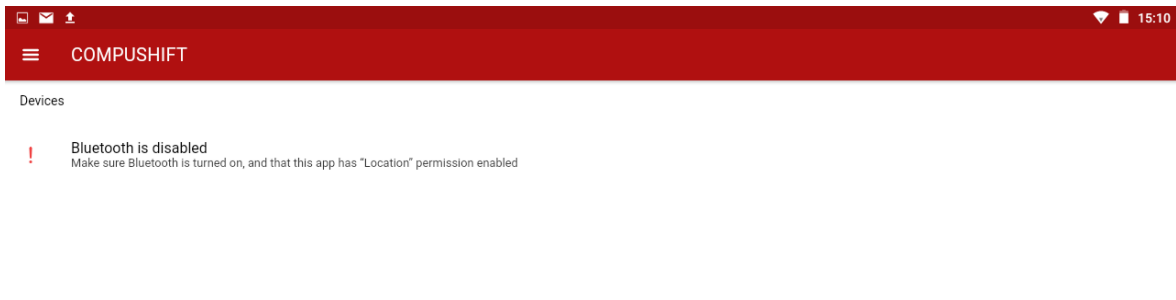 15:10
COMPUSHIFT
Devices
Bluetooth is disabled
Make sure Bluetooth is turned on, and that this app has “Location” permission enabled